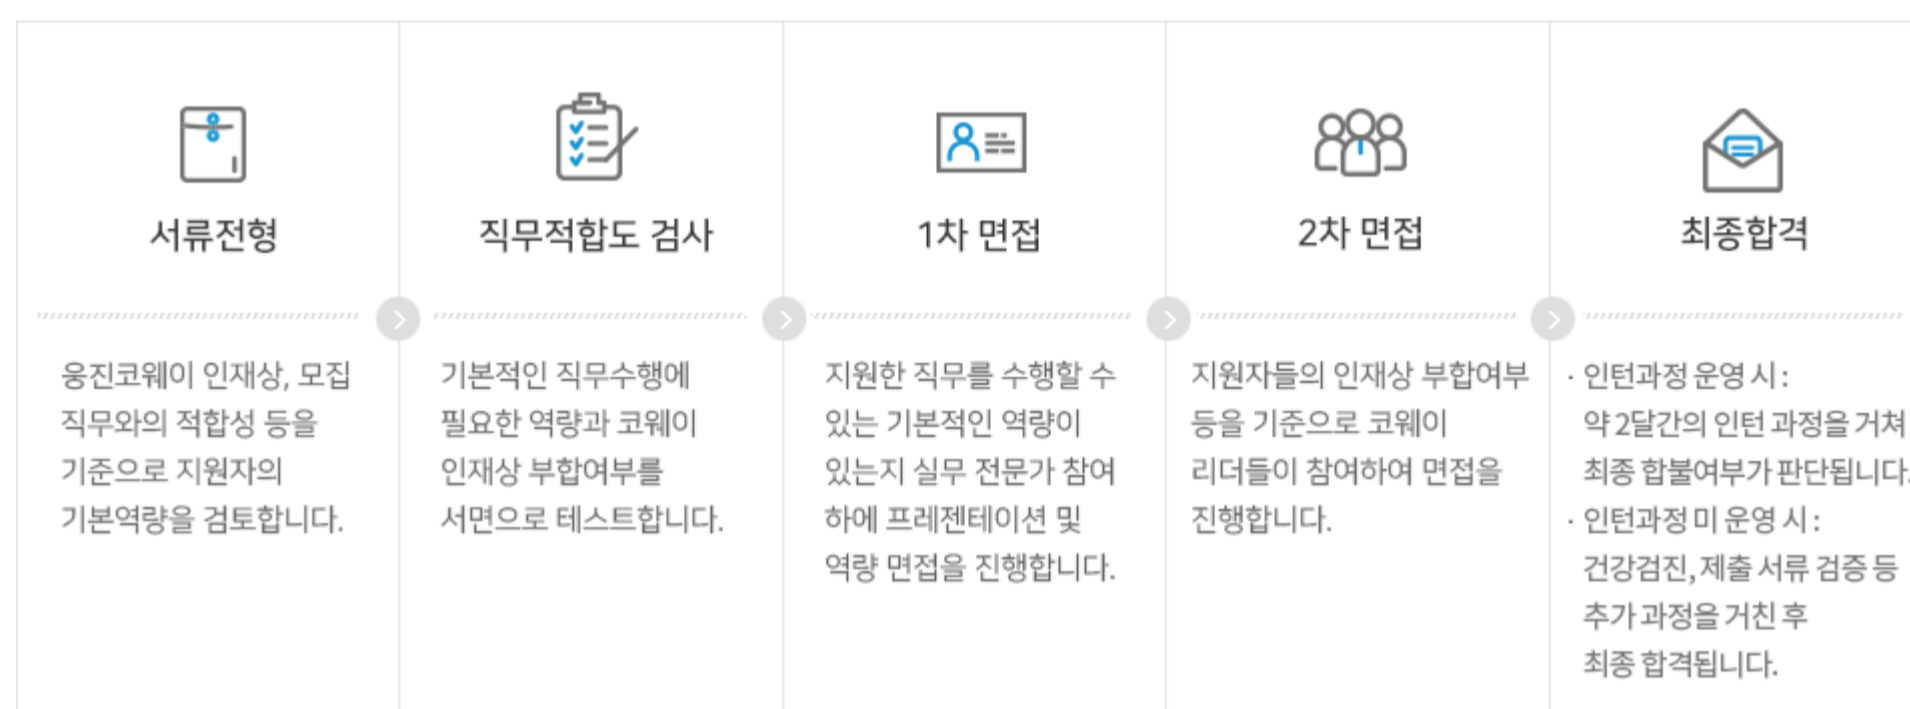 서류전형
웅진코웨이 인재상, 모집
직무와의 적합성 등을
기준으로 지원자의
기본역량을 검토합니다.
직무적합도 검사
기본적인 직무수행에
필요한 역량과 코웨이
인재상 부합여부를
서면으로 테스트합니다.
1차 면접
지원한 직무를 수행할 수
있는 기본적인 역량이
있는지 실무 전문가 참여
하에 프레젠테이션 및
역량 면접을 진행합니다.
2차 면접
지원자들의 인재상 부합여부
등을 기준으로 코웨이
리더들이 참여하여 면접을
진행합니다.
최종합격
· 인턴과정 운영 시 :
약 2달간의 인턴 과정을 거쳐
최종 합불여부가 판단됩니다.
· 인턴과정 미 운영 시 :
건강검진, 제출 서류 검증 등
추가 과정을 거친 후
최종 합격됩니다.